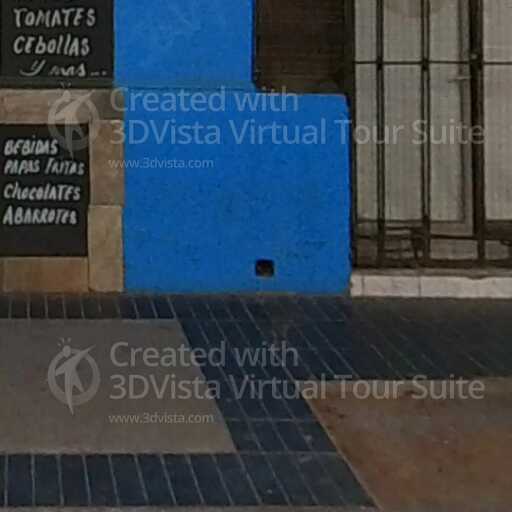 TOMATES
CEBOLLAS
Y mas...
BEBIDAS
PAPAS FRITAS
CHOCOLATES
ABARROTES
Created with
3DVista Virtual Tour Suite
www.3dvista.com
Created with
3DVista Virtual Tour Suite
www.3dvista.com